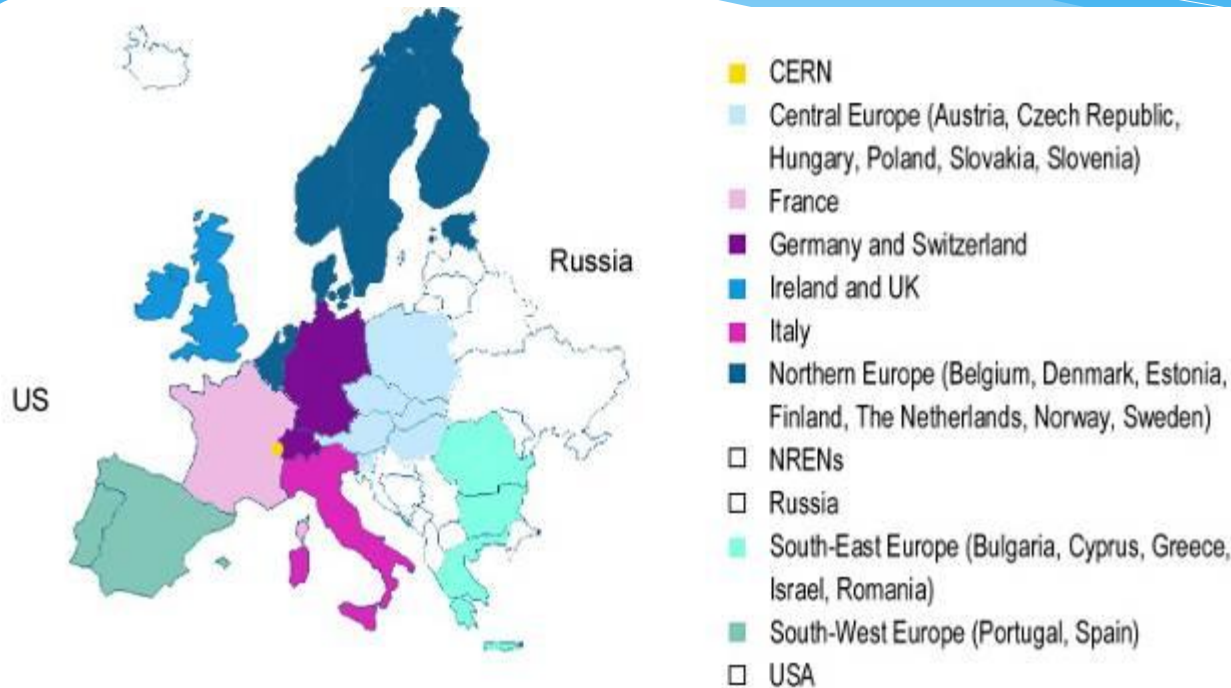 US
Russia
CERN
Central Europe (Austria, Czech Republic,
Hungary, Poland, Slovakia, Slovenia)
France
Germany and Switzerland
Ireland and UK
Italy
Northern Europe (Belgium, Denmark, Estonia,
Finland, The Netherlands, Norway, Sweden)
NRENs
Russia
South-East Europe (Bulgaria, Cyprus, Greece,
Israel, Romania)
South-West Europe (Portugal, Spain)
USA